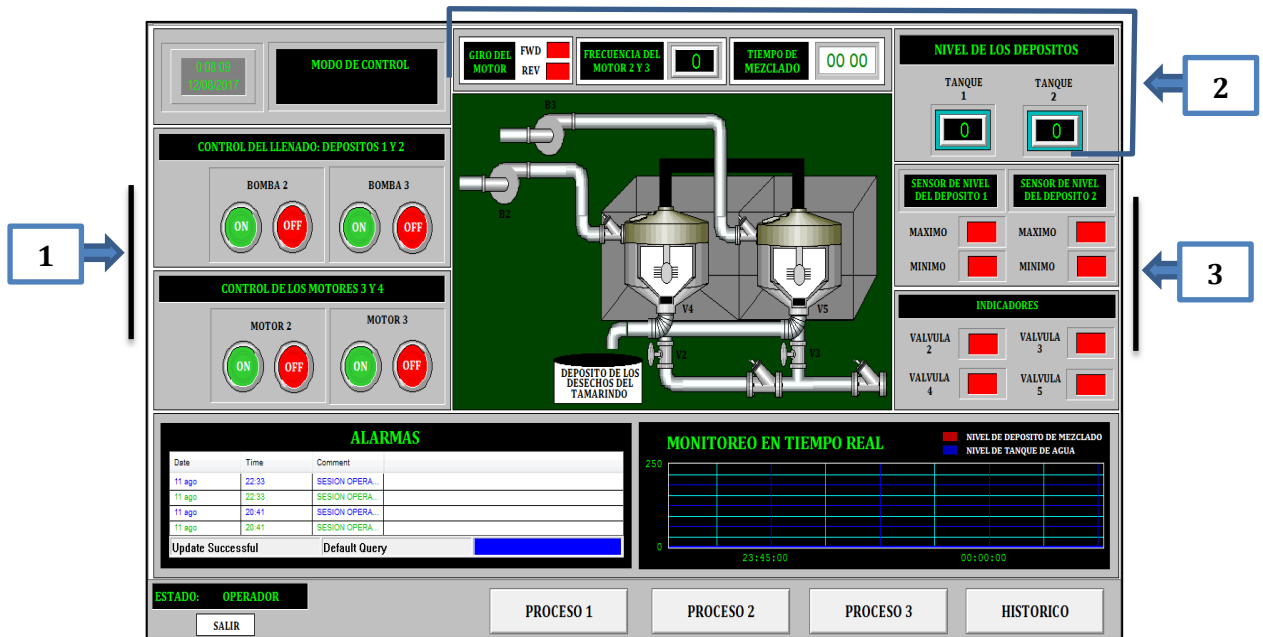 2
0:08:09
12/08/2017
MODO DE CONTROL
GIRO DEL
MOTOR
FWD
REV
FRECUENCIA DEL
MOTOR 2 Y 3
0
TIEMPO DE
MEZCLADO
00 00
NIVEL DE LOS DEPOSITOS
TANQUE
1
TANQUE
2
0
0
CONTROL DEL LLENADO: DEPOSITOS 1 Y 2
BOMBA 2
BOMBA 3
ON
OFF
ON
OFF
1
B3
B2
V4
V5
V2
V3
DEPOSITO DE LOS
DESECHOS DEL
TAMARINDO
SENSOR DE NIVEL
DEL DEPOSITO 1
SENSOR DE NIVEL
DEL DEPOSITO 2
MAXIMO
MAXIMO
MINIMO
MINIMO
3
CONTROL DE LOS MOTORES 3 Y 4
MOTOR 2
MOTOR 3
ON
OFF
ON
OFF
INDICADORES
VALVULA
2
VALVULA
3
VALVULA
4
VALVULA
5
ALARMAS
Date Time Comment
11 ago 22:33 SESION OPERA...
11 ago 22:33 SESION OPERA...
11 ago 20:41 SESION OPERA...
11 ago 20:41 SESION OPERA...
Update Successful Default Query
MONITOREO EN TIEMPO REAL
NIVEL DE DEPOSITO DE MEZCLADO
NIVEL DE TANQUE DE AGUA
250
0
23:45:00 00:00:00
ESTADO: OPERADOR
SALIR
PROCESO 1
PROCESO 2
PROCESO 3
HISTORICO